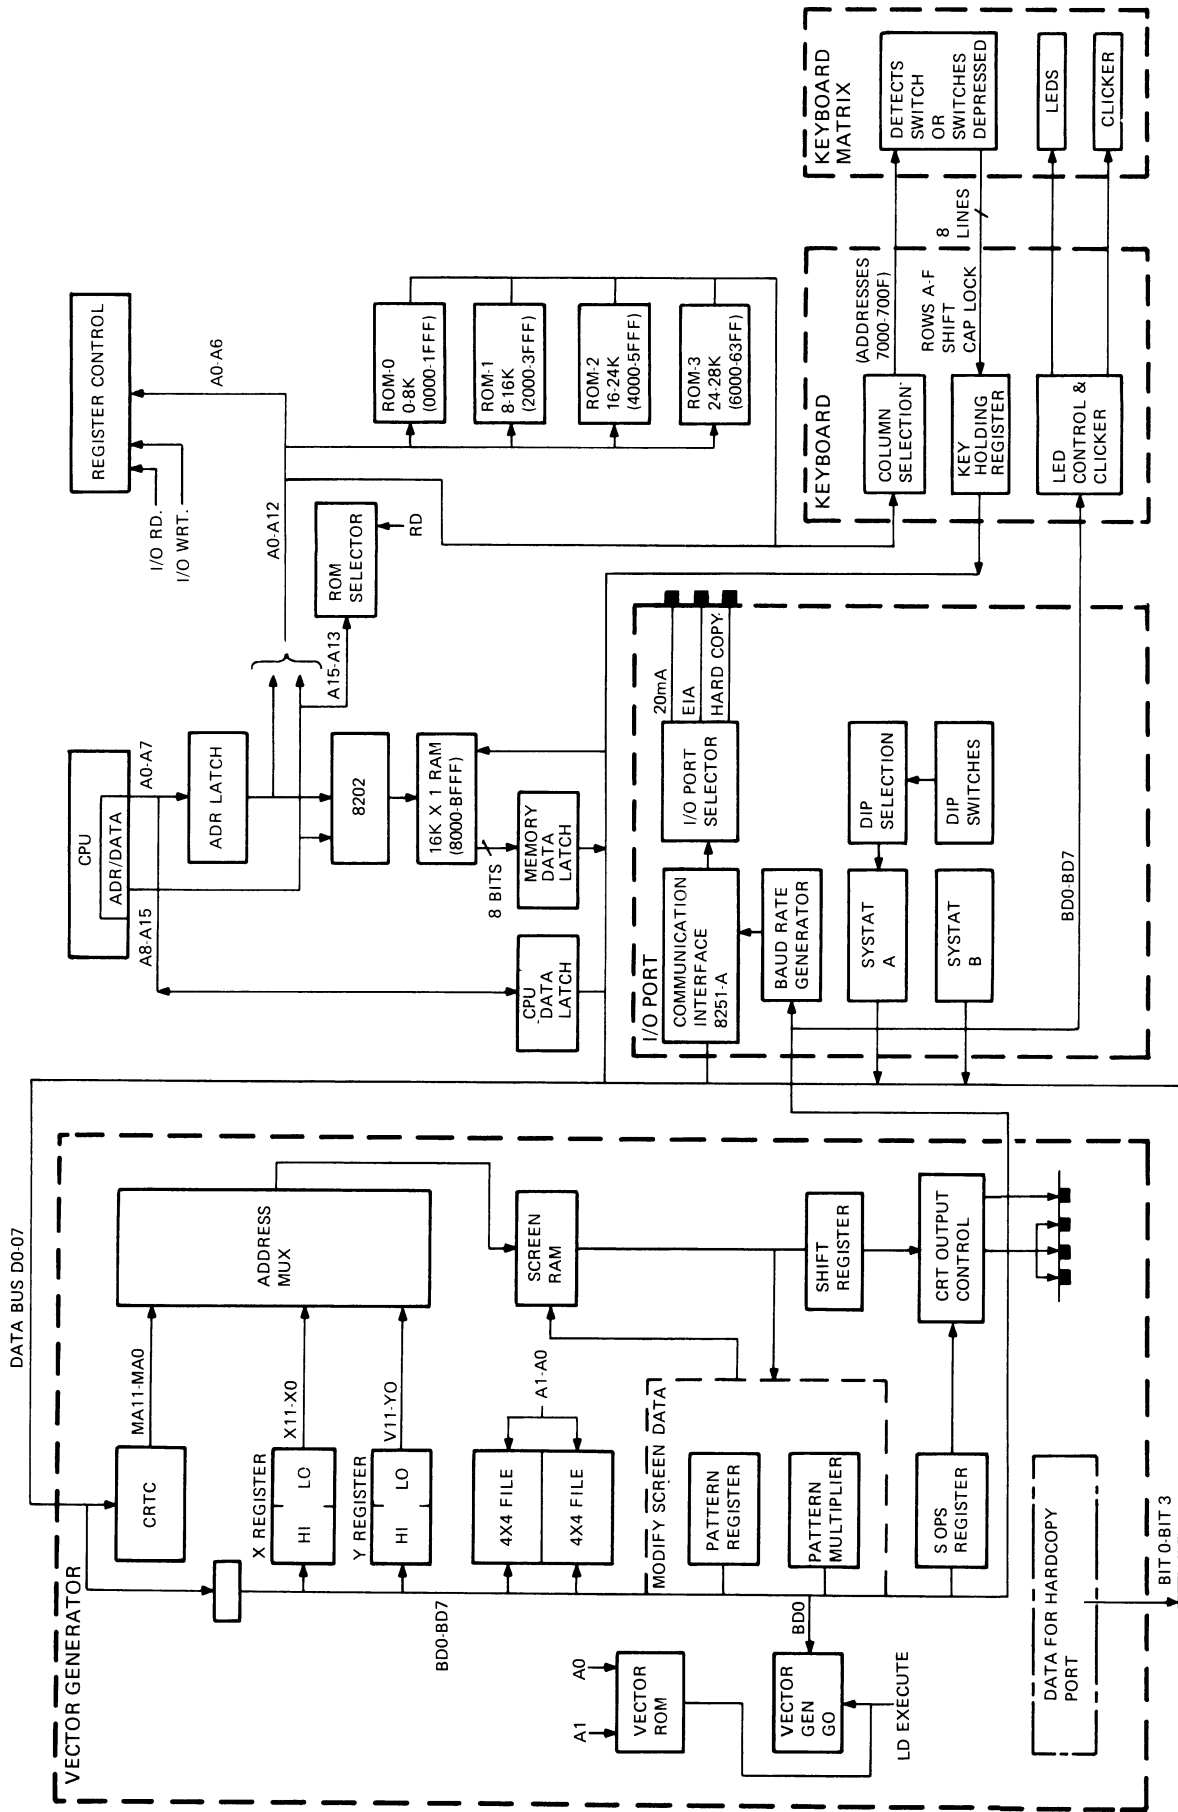 VECTOR GENERATOR
DATA BUS D0-07
CRTC
MA11-MA0
ADDRESS
MUX
X REGISTER
HI
LO
X11-X0
Y REGISTER
HI
LO
V11-YO
BD0-BD7
4X4 FILE
4X4 FILE
A1-A0
SCREEN
RAM
MODIFY SCREEN DATA
PATTERN
REGISTER
PATTERN
MULTIPLIER
A1
A0
VECTOR
ROM
BD0
VECTOR
GEN
GO
LD EXECUTE
SHIFT
REGISTER
S OPS
REGISTER
CRT OUTPUT
CONTROL
DATA FOR HARDCOPY
PORT
BIT 0-BIT 3
CPU
ADR/DATA
A8-A15
A0-A7
ADR LATCH
8202
16K X 1 RAM
(8000-BFFF)
8 BITS
MEMORY
DATA
LATCH
CPU
DATA
LATCH
A15-A13
ROM
SELECTOR
RD
A0-A12
I/O RD.
I/O WRT.
REGISTER CONTROL
A0-A6
ROM-0
0-8K
(0000-1FFF)
ROM-1
8-16K
(2000-3FFF)
ROM-2
16-24K
(4000-5FFF)
ROM-3
24-28K
(6000-63FF)
I/O PORT
COMMUNICATION
INTERFACE
8251-A
I/O PORT
SELECTOR
20mA
EIA
HARD COPY
BAUD RATE
GENERATOR
SYSTAT
A
DIP
SELECTION
SYSTAT
B
DIP
SWITCHES
BD0-BD7
KEYBOARD
COLUMN
SELECTION
(ADDRESSES
7000-700F)
KEY
HOLDING
REGISTER
ROWS A-F
SHIFT
CAP LOCK
8
LINES
LED
CONTROL &
CLICKER
KEYBOARD
MATRIX
DETECTS
SWITCH
OR
SWITCHES
DEPRESSED
LEDS
CLICKER